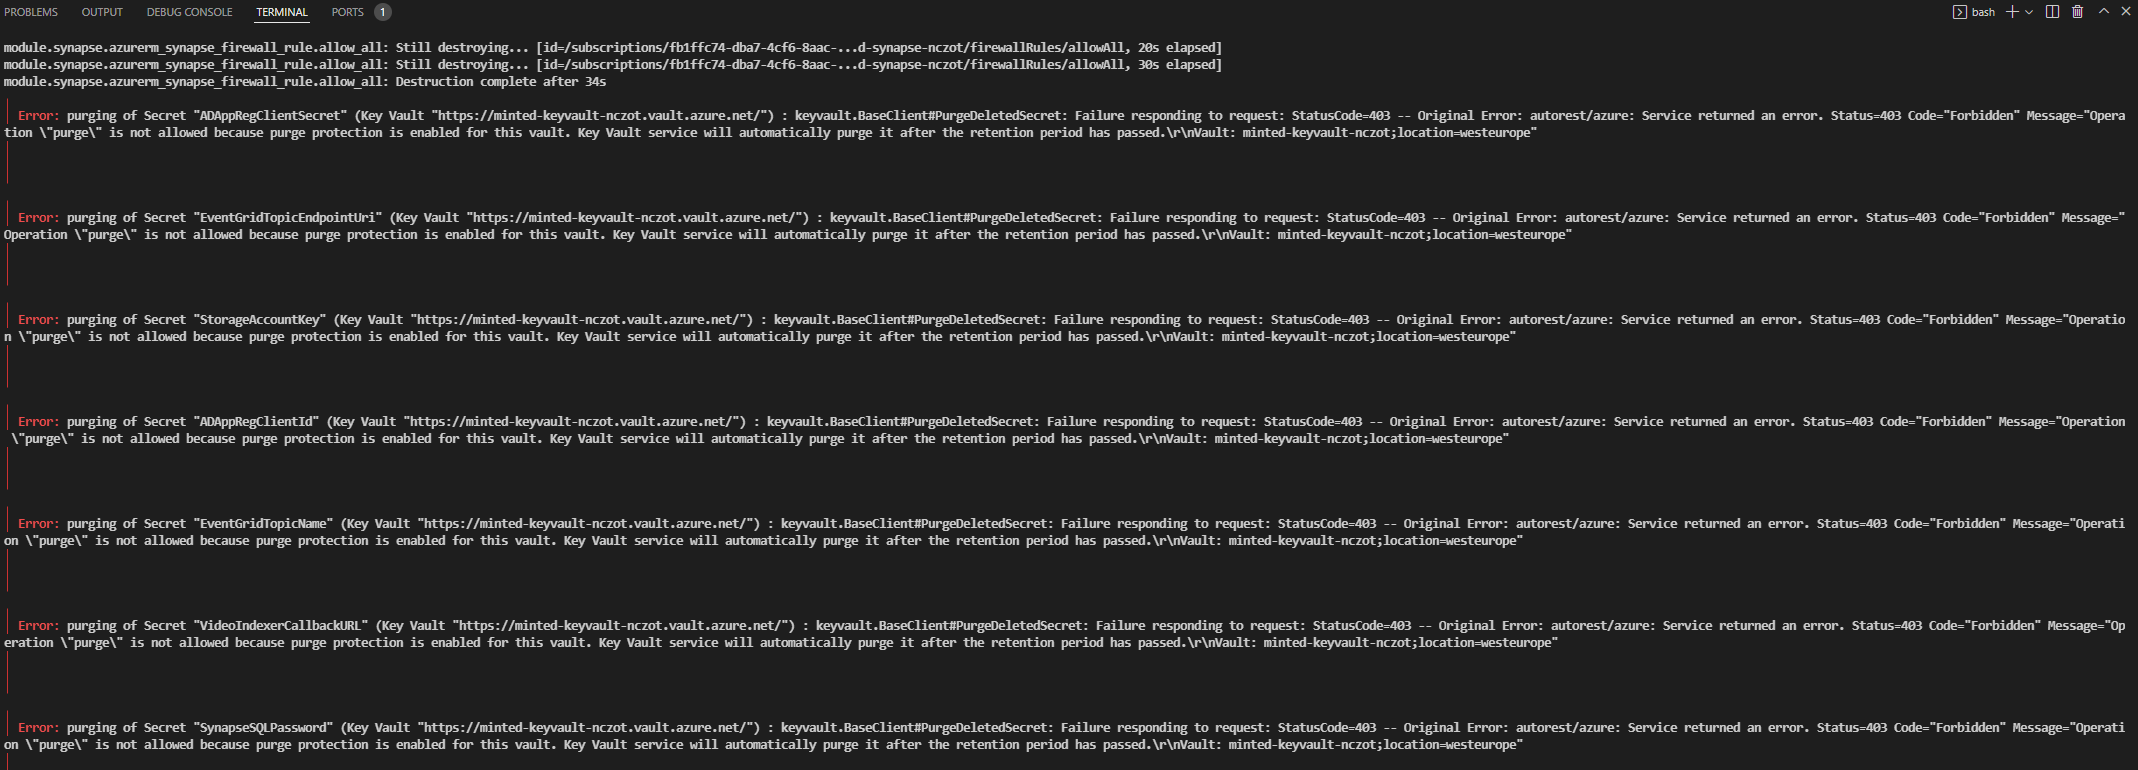 PROBLEMS OUTPUT DEBUG CONSOLE TERMINAL PORTS 1 bash
module.synapse.azurerm_synapse_firewall_rule.allow_all: Still destroying... [id=/subscriptions/fb1ffc74-dba7-4cf6-8aac-...d-synapse-nczot/firewallRules/allowAll, 20s elapsed]
module.synapse.azurerm_synapse_firewall_rule.allow_all: Still destroying... [id=/subscriptions/fb1ffc74-dba7-4cf6-8aac-...d-synapse-nczot/firewallRules/allowAll, 30s elapsed]
module.synapse.azurerm_synapse_firewall_rule.allow_all: Destruction complete after 34s
Error: purging of Secret "ADAppRegClientSecret" (Key Vault "https://minted-keyvault-nczot.vault.azure.net/") : keyvault.BaseClient#PurgeDeletedSecret: Failure responding to request: StatusCode=403 -- Original Error: autorest/azure: Service returned an error. Status=403 Code="Forbidden" Message="Opera
tion \"purge\" is not allowed because purge protection is enabled for this vault. Key Vault service will automatically purge it after the retention period has passed.\r\nVault: minted-keyvault-nczot;location=westeurope"
Error: purging of Secret "EventGridTopicEndpointUri" (Key Vault "https://minted-keyvault-nczot.vault.azure.net/") : keyvault.BaseClient#PurgeDeletedSecret: Failure responding to request: StatusCode=403 -- Original Error: autorest/azure: Service returned an error. Status=403 Code="Forbidden" Message="
Operation \"purge\" is not allowed because purge protection is enabled for this vault. Key Vault service will automatically purge it after the retention period has passed.\r\nVault: minted-keyvault-nczot;location=westeurope"
Error: purging of Secret "StorageAccountKey" (Key Vault "https://minted-keyvault-nczot.vault.azure.net/") : keyvault.BaseClient#PurgeDeletedSecret: Failure responding to request: StatusCode=403 -- Original Error: autorest/azure: Service returned an error. Status=403 Code="Forbidden" Message="Operatio
n \"purge\" is not allowed because purge protection is enabled for this vault. Key Vault service will automatically purge it after the retention period has passed.\r\nVault: minted-keyvault-nczot;location=westeurope"
Error: purging of Secret "ADAppRegClientId" (Key Vault "https://minted-keyvault-nczot.vault.azure.net/") : keyvault.BaseClient#PurgeDeletedSecret: Failure responding to request: StatusCode=403 -- Original Error: autorest/azure: Service returned an error. Status=403 Code="Forbidden" Message="Operation
\"purge\" is not allowed because purge protection is enabled for this vault. Key Vault service will automatically purge it after the retention period has passed.\r\nVault: minted-keyvault-nczot;location=westeurope"
Error: purging of Secret "EventGridTopicName" (Key Vault "https://minted-keyvault-nczot.vault.azure.net/") : keyvault.BaseClient#PurgeDeletedSecret: Failure responding to request: StatusCode=403 -- Original Error: autorest/azure: Service returned an error. Status=403 Code="Forbidden" Message="Operati
on \"purge\" is not allowed because purge protection is enabled for this vault. Key Vault service will automatically purge it after the retention period has passed.\r\nVault: minted-keyvault-nczot;location=westeurope"
Error: purging of Secret "VideoIndexerCallbackURL" (Key Vault "https://minted-keyvault-nczot.vault.azure.net/") : keyvault.BaseClient#PurgeDeletedSecret: Failure responding to request: StatusCode=403 -- Original Error: autorest/azure: Service returned an error. Status=403 Code="Forbidden" Message="Op
eration \"purge\" is not allowed because purge protection is enabled for this vault. Key Vault service will automatically purge it after the retention period has passed.\r\nVault: minted-keyvault-nczot;location=westeurope"
Error: purging of Secret "SynapseSQLPassword" (Key Vault "https://minted-keyvault-nczot.vault.azure.net/") : keyvault.BaseClient#PurgeDeletedSecret: Failure responding to request: StatusCode=403 -- Original Error: autorest/azure: Service returned an error. Status=403 Code="Forbidden" Message="Operati
on \"purge\" is not allowed because purge protection is enabled for this vault. Key Vault service will automatically purge it after the retention period has passed.\r\nVault: minted-keyvault-nczot;location=westeurope"